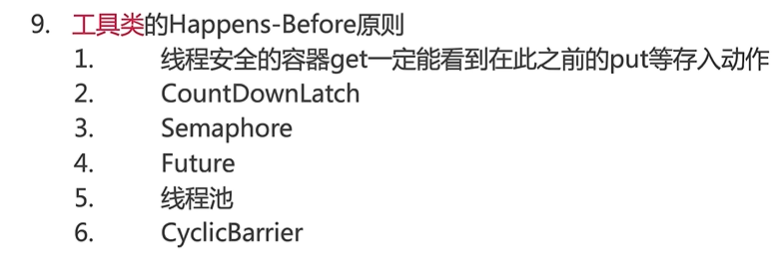 9. 工具类的Happens-Before原则
1. 线程安全的容器get一定能看到在此之前的put等存入动作
2. CountDownLatch
3. Semaphore
4. Future
5. 线程池
6. CyclicBarrier